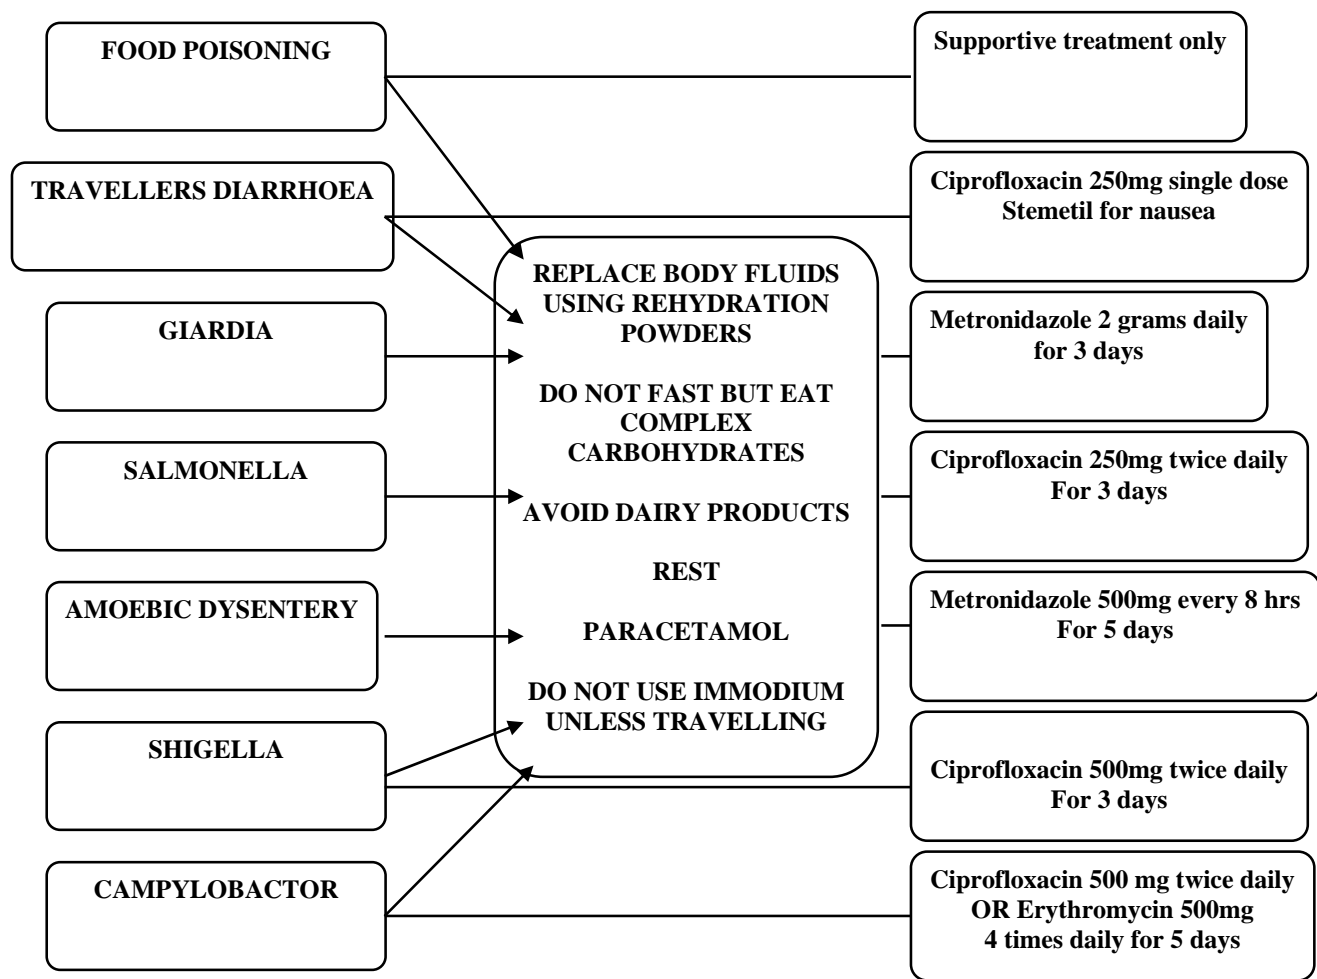 FOOD POISONING
Supportive treatment only
TRAVELLERS DIARRHOEA
Ciprofloxacin 250mg single dose
Stemetil for nausea
REPLACE BODY FLUIDS
USING REHYDRATION
POWDERS
DO NOT FAST BUT EAT
COMPLEX
CARBOHYDRATES
AVOID DAIRY PRODUCTS
REST
PARACETAMOL
DO NOT USE IMMODIUM
UNLESS TRAVELLING
GIARDIA
Metronidazole 2 grams daily
for 3 days
SALMONELLA
Ciprofloxacin 250mg twice daily
For 3 days
AMOEBIC DYSENTERY
Metronidazole 500mg every 8 hrs
For 5 days
SHIGELLA
Ciprofloxacin 500mg twice daily
For 3 days
CAMPYLOBACTOR
Ciprofloxacin 500 mg twice daily
OR Erythromycin 500mg
4 times daily for 5 days